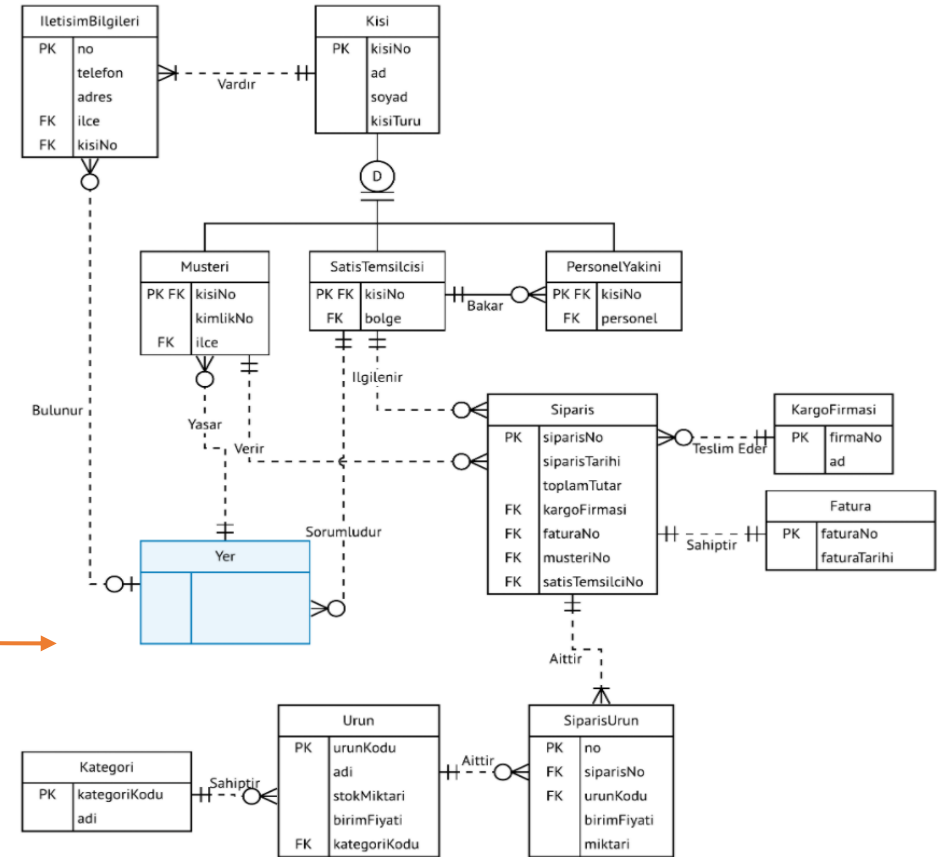 IletisimBilgileri
PK no
telefon
adres
FK ilce
FK kisiNo
Vardır
Kisi
PK kisiNo
ad
soyad
kisiTuru
D
Musteri
PK FK kisiNo
kimlikNo
FK ilce
SatisTemsilcisi
PK FK kisiNo
FK bolge
Bakar
PersonelYakini
PK FK kisiNo
FK personel
Ilgilenir
Bulunur
Yasar
Verir
Siparis
PK siparisNo
siparisTarihi
toplamTutar
FK kargoFirmasi
FK faturaNo
FK musteriNo
FK satisTemsilciNo
Teslim Eder
KargoFirmasi
PK firmaNo
ad
Sahiptir
Fatura
PK faturaNo
faturaTarihi
Sorumludur
Yer
Aittir
Kategori
PK kategoriKodu
adi
Sahiptir
Urun
PK urunKodu
adi
stokMiktari
birimFiyati
FK kategoriKodu
Aittir
SiparisUrun
PK no
FK siparisNo
FK urunKodu
birimFiyati
miktari